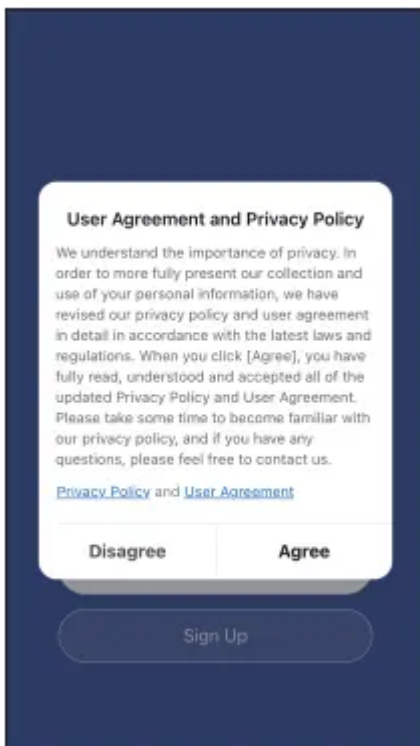 User Agreement and Privacy Policy
We understand the importance of privacy. In
order to more fully present our collection and
use of your personal information, we have
revised our privacy policy and user agreement
in detail in accordance with the latest laws and
regulations. When you click [Agree], you have
fully read, understood and accepted all of the
updated Privacy Policy and User Agreement.
Please take some time to become familiar with
our privacy policy, and if you have any
questions, please feel free to contact us.
Privacy Policy and User Agreement
Disagree Agree
Sign Up